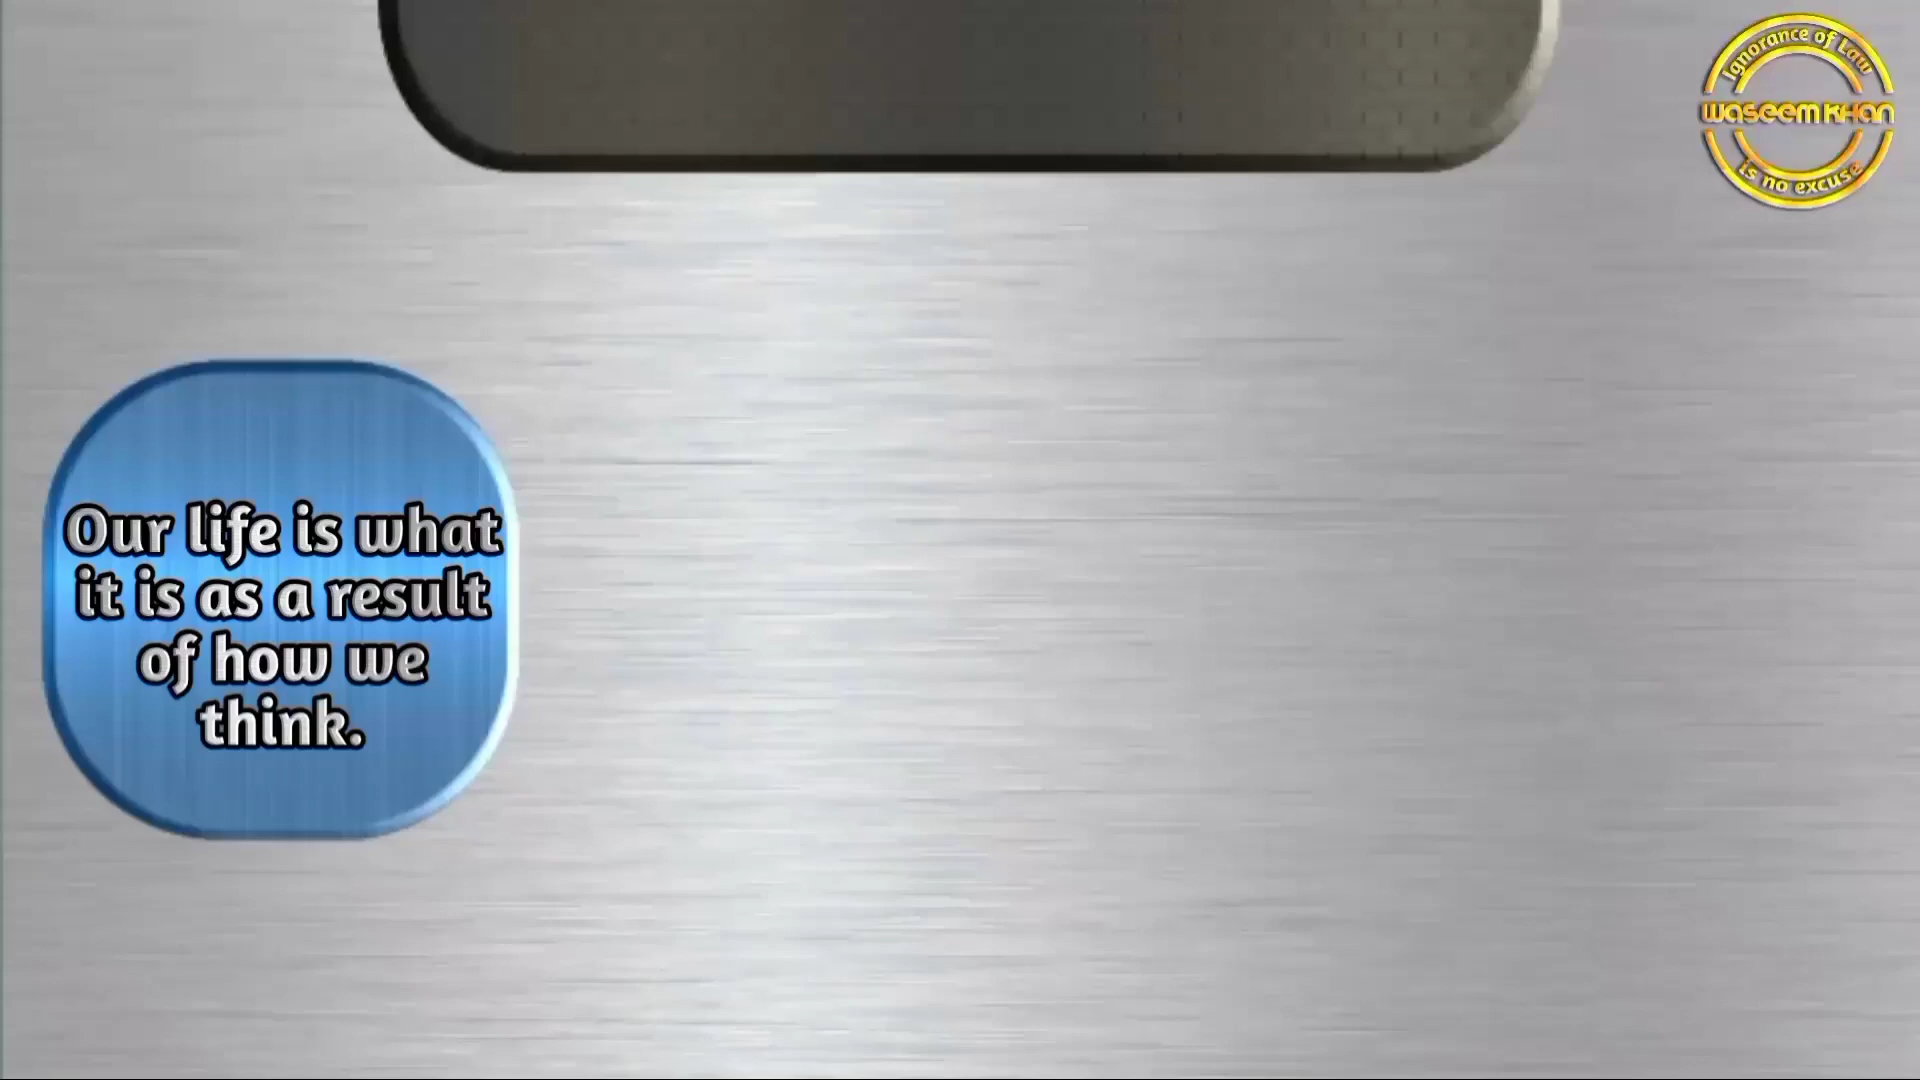 Ignorance of Law
waseem khan
is no excuse
Our life is what
it is as a result
of how we
think.